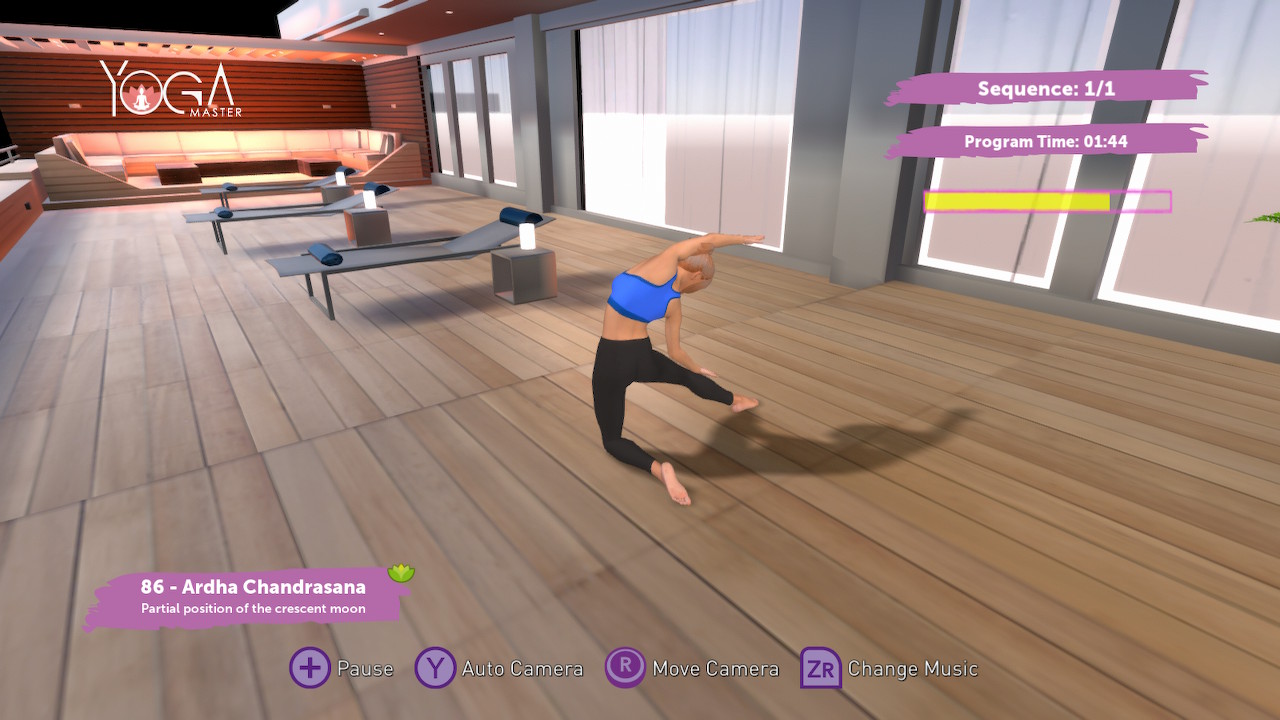 YOGA
MASTER
Sequence: 1/1
Program Time: 01:44
86 - Ardha Chandrasana
Partial position of the crescent moon
+ Pause
Y Auto Camera
R Move Camera
ZR Change Music